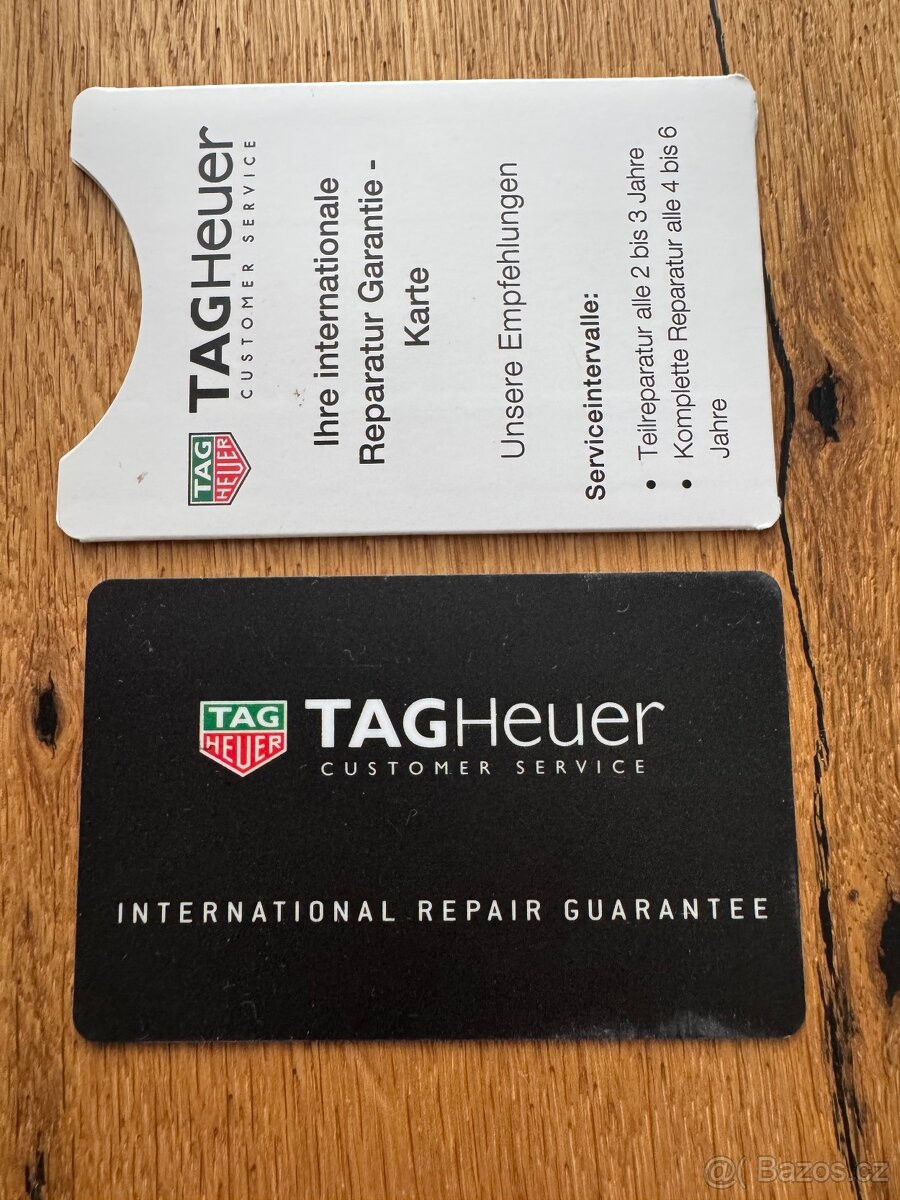 TAG
HEUER
TAGHeuer
CUSTOMER SERVICE
Ihre internationale
Reparatur Garantie -
Karte
Unsere Empfehlungen
Serviceintervalle:
• Teilreparatur alle 2 bis 3 Jahre
• Komplette Reparatur alle 4 bis 6
Jahre
TAG
HEUER
TAGHeuer
CUSTOMER SERVICE
INTERNATIONAL REPAIR GUARANTEE
@( Bazos.cz